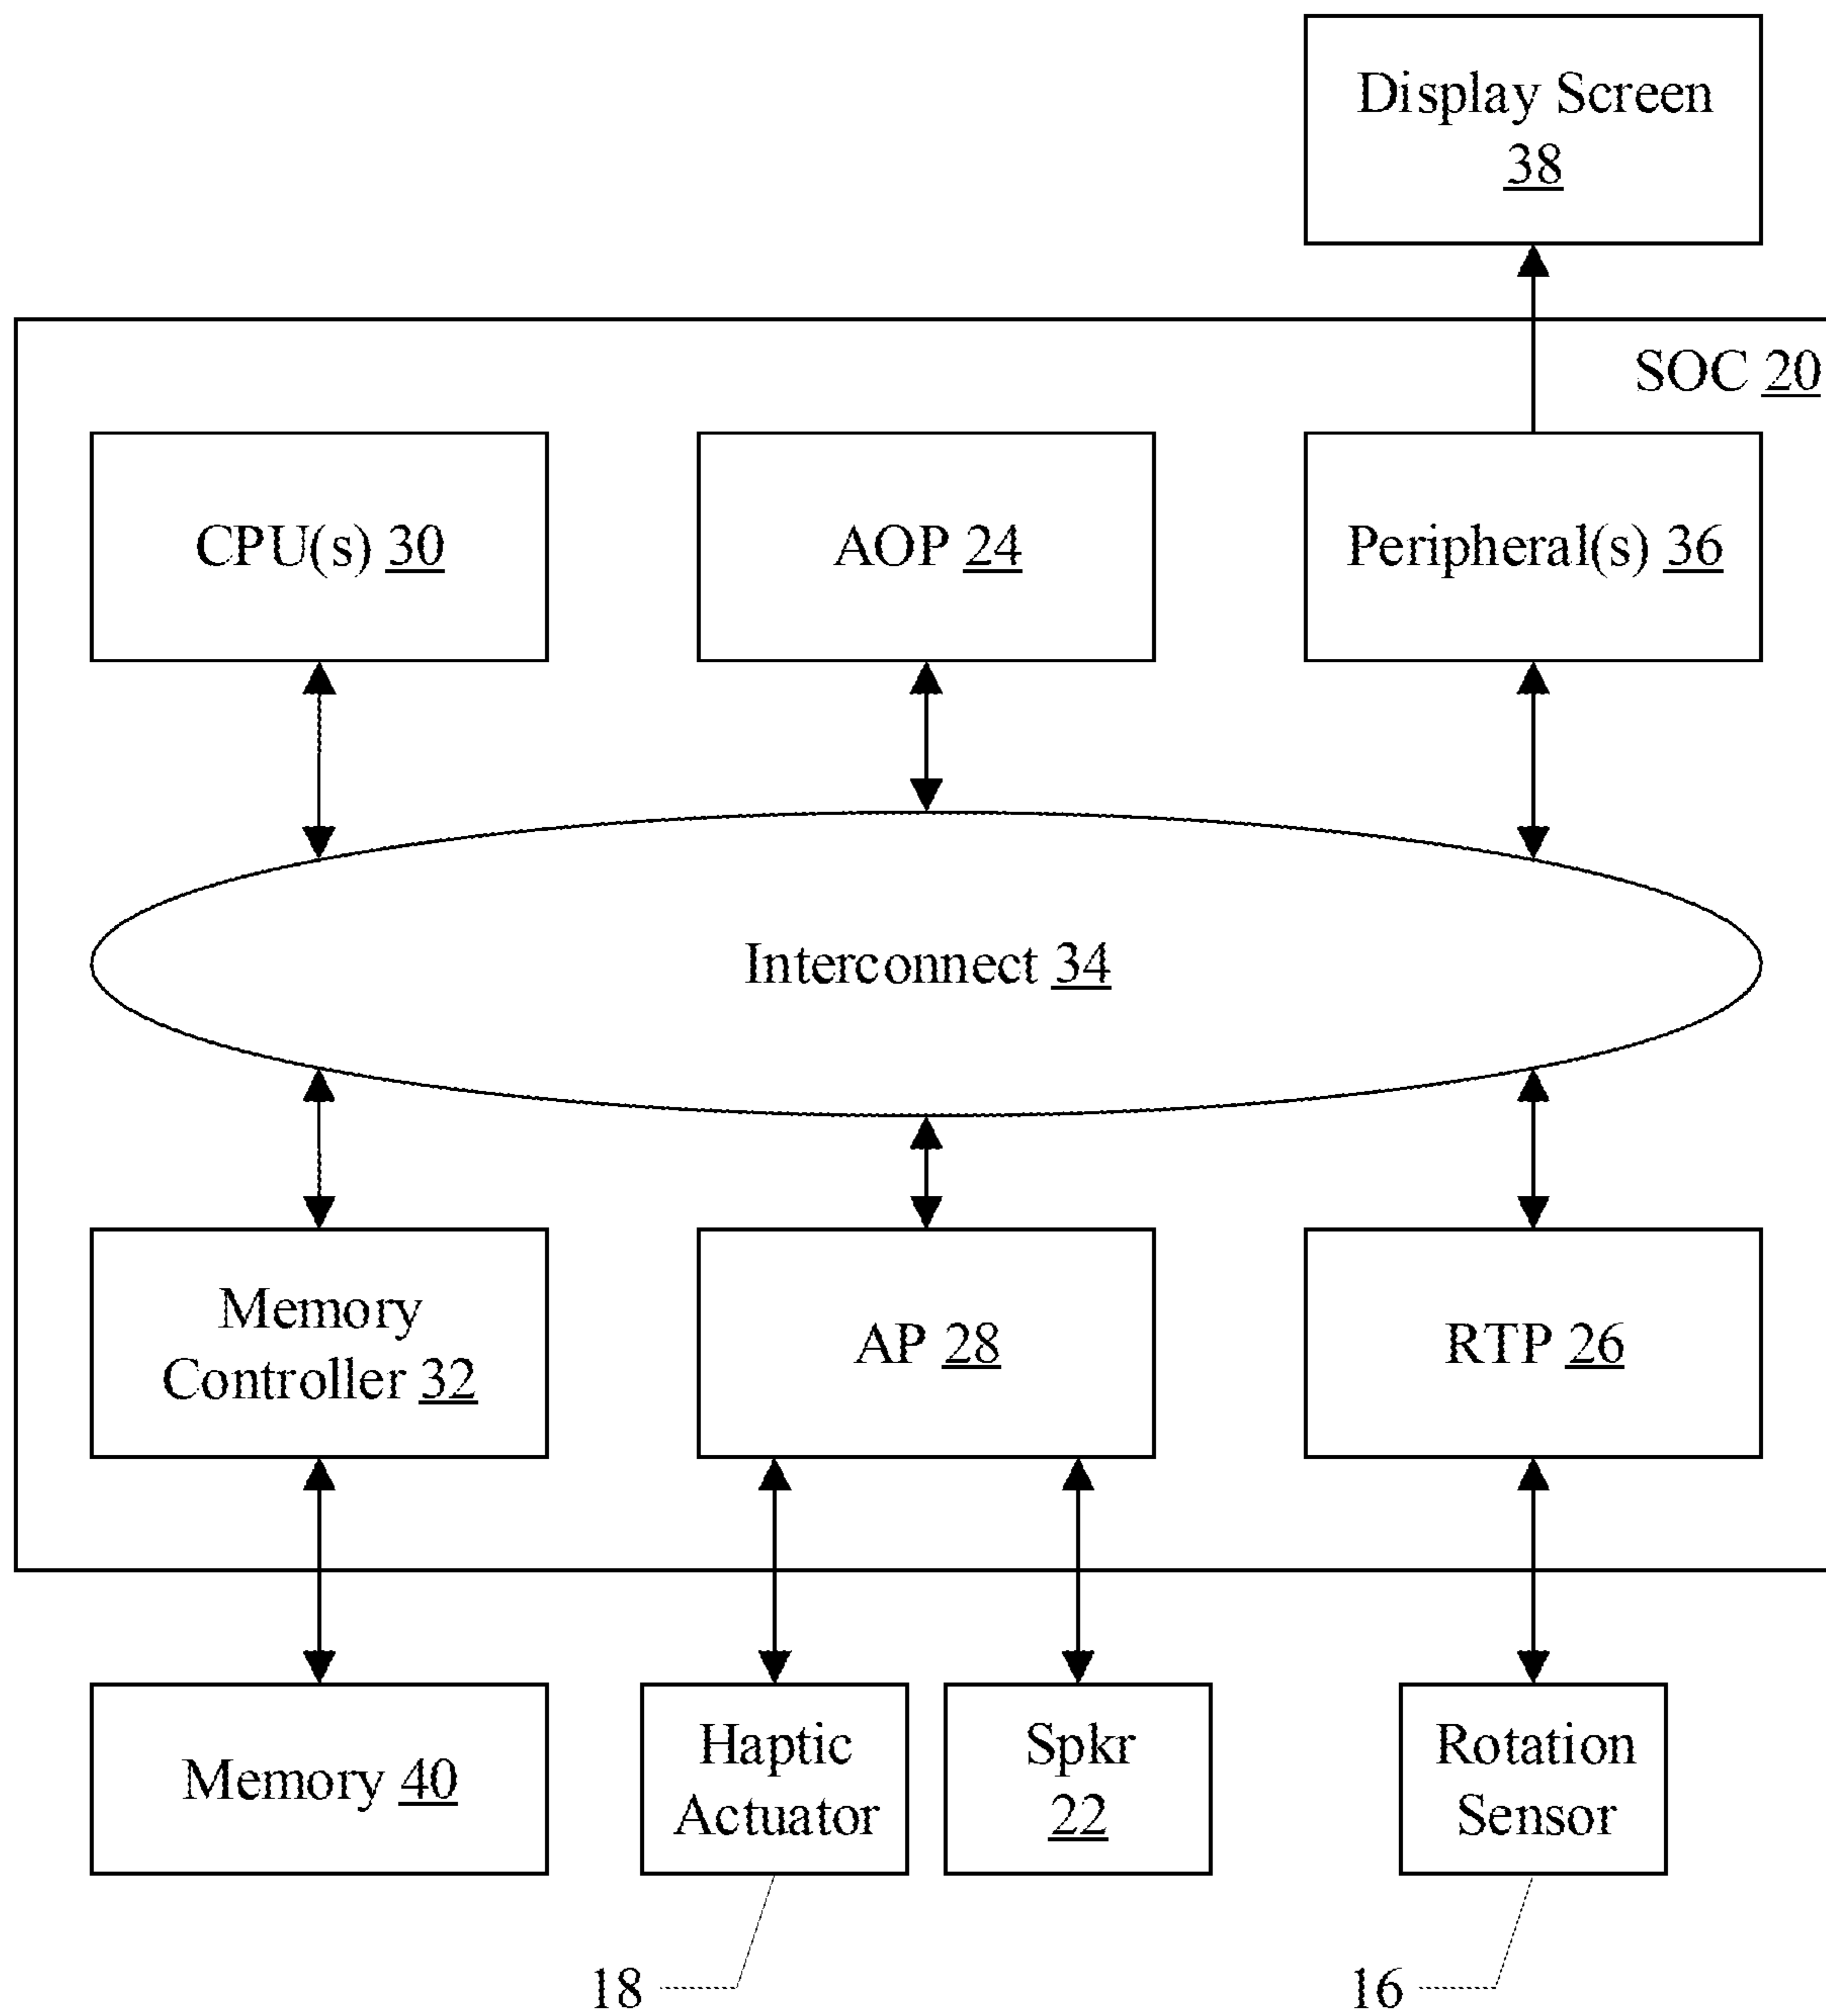 Display Screen
38
SOC 20
CPU(s) 30
AOP 24
Peripheral(s) 36
Interconnect 34
Memory
Controller 32
AP 28
RTP 26
Memory 40
Haptic
Actuator
Spkr
22
Rotation
Sensor
18
16